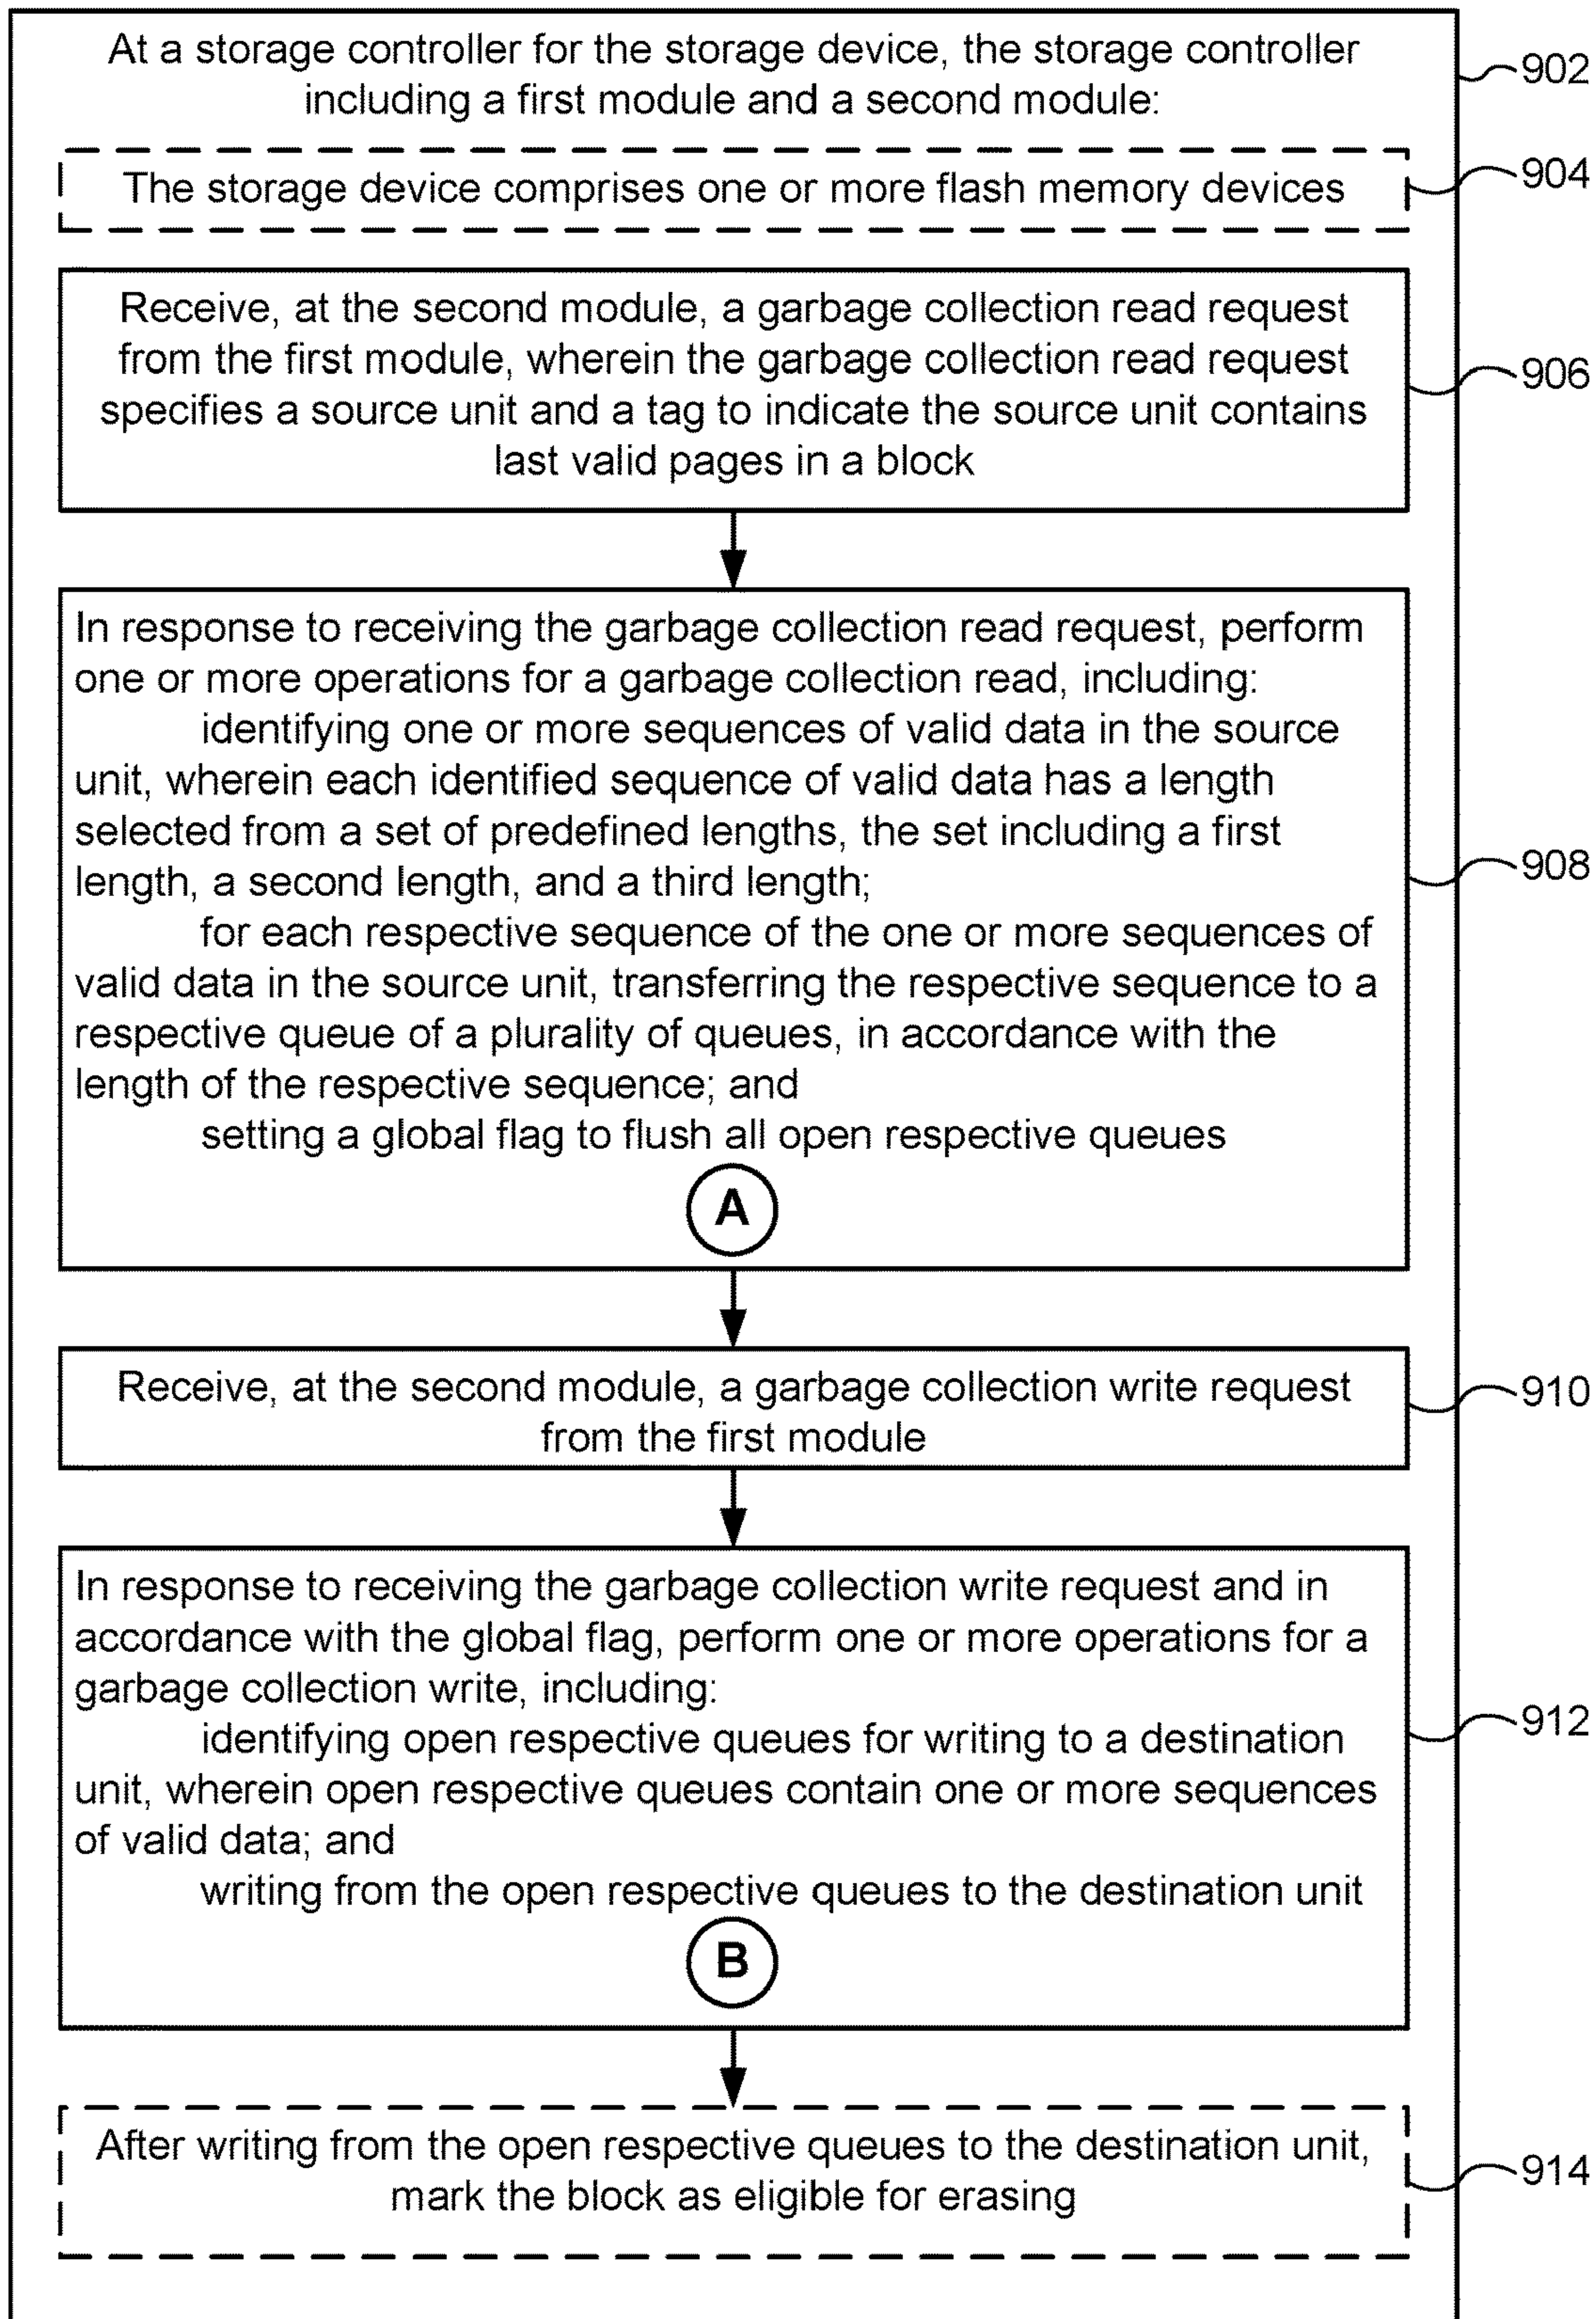 At a storage controller for the storage device, the storage controller
including a first module and a second module:
902
The storage device comprises one or more flash memory devices
904
Receive, at the second module, a garbage collection read request
from the first module, wherein the garbage collection read request
specifies a source unit and a tag to indicate the source unit contains
last valid pages in a block
906
In response to receiving the garbage collection read request, perform
one or more operations for a garbage collection read, including:
identifying one or more sequences of valid data in the source
unit, wherein each identified sequence of valid data has a length
selected from a set of predefined lengths, the set including a first
length, a second length, and a third length;
for each respective sequence of the one or more sequences of
valid data in the source unit, transferring the respective sequence to a
respective queue of a plurality of queues, in accordance with the
length of the respective sequence; and
setting a global flag to flush all open respective queues
A
908
Receive, at the second module, a garbage collection write request
from the first module
910
In response to receiving the garbage collection write request and in
accordance with the global flag, perform one or more operations for a
garbage collection write, including:
identifying open respective queues for writing to a destination
unit, wherein open respective queues contain one or more sequences
of valid data; and
writing from the open respective queues to the destination unit
B
912
After writing from the open respective queues to the destination unit,
mark the block as eligible for erasing
914